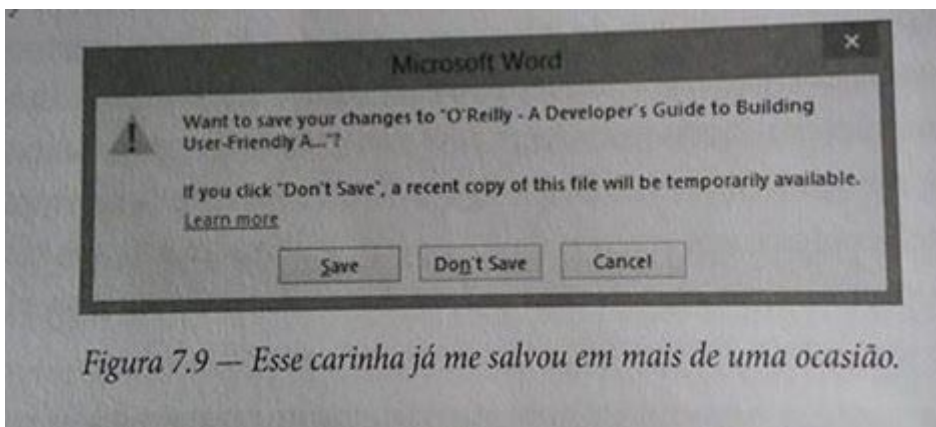 Microsoft Word
Want to save your changes to "O'Reilly - A Developer's Guide to Building
User-Friendly A..."?
If you click "Don't Save", a recent copy of this file will be temporarily available.
Learn more
Save Don't Save Cancel
Figura 7.9 — Esse carinha já me salvou em mais de uma ocasião.